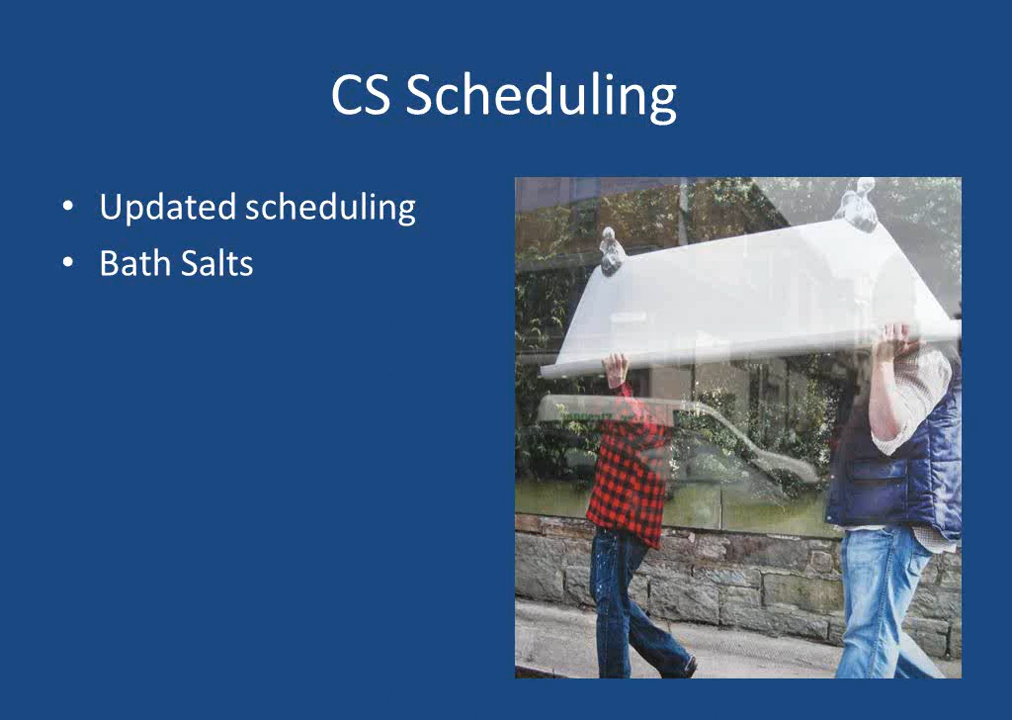 CS Scheduling
• Updated scheduling
• Bath Salts